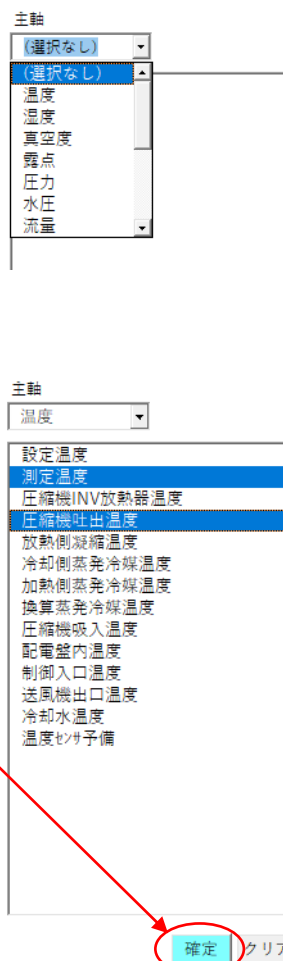 主軸
(選択なし)
(選択なし)
温度
湿度
真空度
露点
圧力
水圧
流量
主軸
温度
設定温度
測定温度
圧縮機INV放熱器温度
圧縮機吐出温度
放熱側凝縮温度
冷却側蒸発冷媒温度
加熱側蒸発冷媒温度
換算蒸発冷媒温度
圧縮機吸入温度
配電盤内温度
制御入口温度
送風機出口温度
冷却水温度
温度ｾﾝｻ予備
確定
クリア